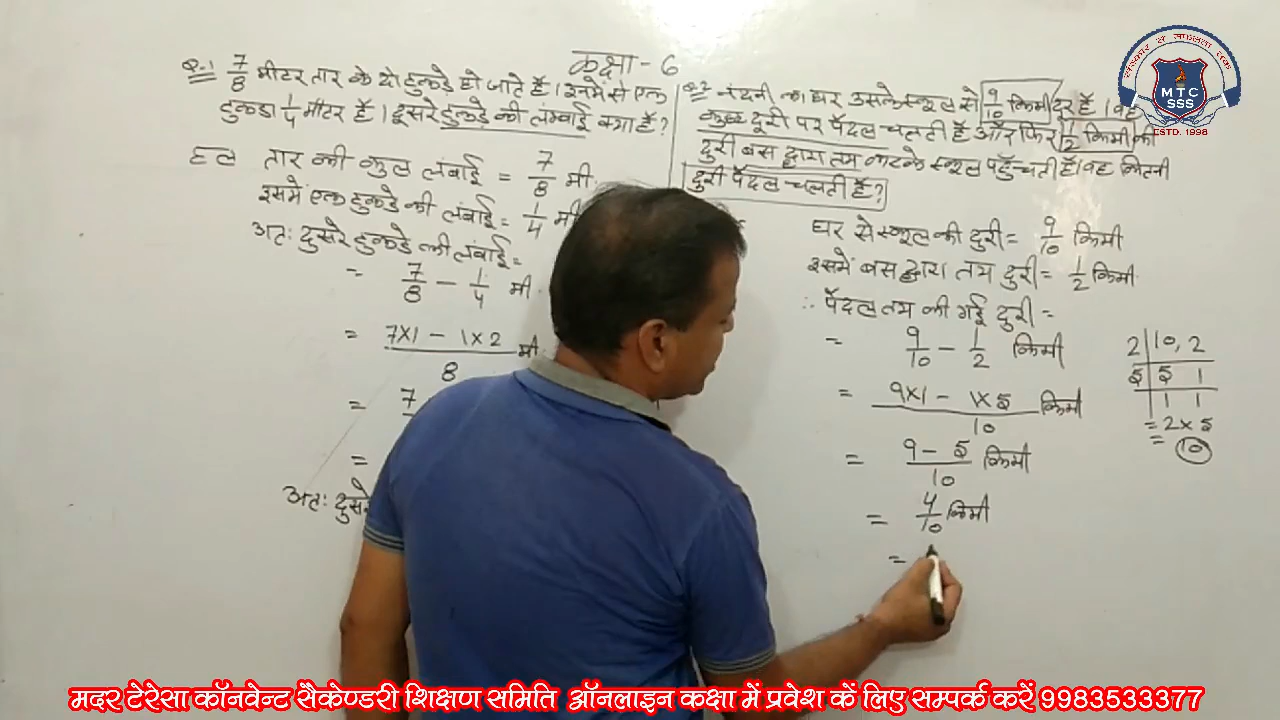 कक्षा - 6
Q.1 7/8 मीटर तार के दो टुकड़े हो जाते हैं। इनमें से एक
टुकड़ा 1/4 मीटर है। दूसरे टुकड़े की लंम्बाई क्या है?
हल तार की कुल लंबाई = 7/8 मी
इसमें एक टुकड़े की लंबाई = 1/4 मी
अतः दुसरे टुकड़े की लंबाई =
= 7/8 - 1/4 मी.
= 7×1 - 1×2 / 8 मी
= 7
=
अतः दुसरे
Q.2 नंदनी का घर उसके स्कूल से 9/10 किमी दूर है। वह
कुछ दूरी पर पैदल चलती है और फिर 1/2 किमी की
दुरी बस द्वारा तय करके स्कूल पहुँचती है। वह कितनी
दुरी पैदल चलती है?
घर से स्कूल की दुरी = 9/10 किमी
इसमें बस द्वारा तय दुरी = 1/2 किमी.
∴ पैदल तय की गई दुरी =
= 9/10 - 1/2 किमी
= 9×1 - 1×5 / 10 किमी
= 9 - 5 / 10 किमी
= 4/10 किमी
=
2 | 10, 2
5 | 5 1
| 1 1
= 2 × 5
= 10
संस्कार से सफलता तक
MTC
SSS
ESTD. 1998
मदर टेरेसा कॉनवेन्ट सैकेण्डरी शिक्षण समिति ऑनलाइन कक्षा में प्रवेश कें लिए सम्पर्क करें 9983533377